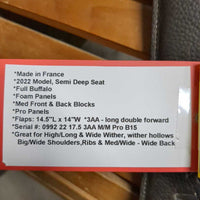 *Made in France
*2022 Model, Semi Deep Seat
*Full Buffalo
*Foam Panels
*Med Front & Back Blocks
*Pro Panels
*Flaps: 14.5"L x 14"W *3AA - long double forward
*Serial #: 0992 22 17.5 3AA M/M Pro B15
*Great for High/Long & Wide Wither, wither hollows
Big/Wide Shoulders,Ribs & Med/Wide - Wide Back